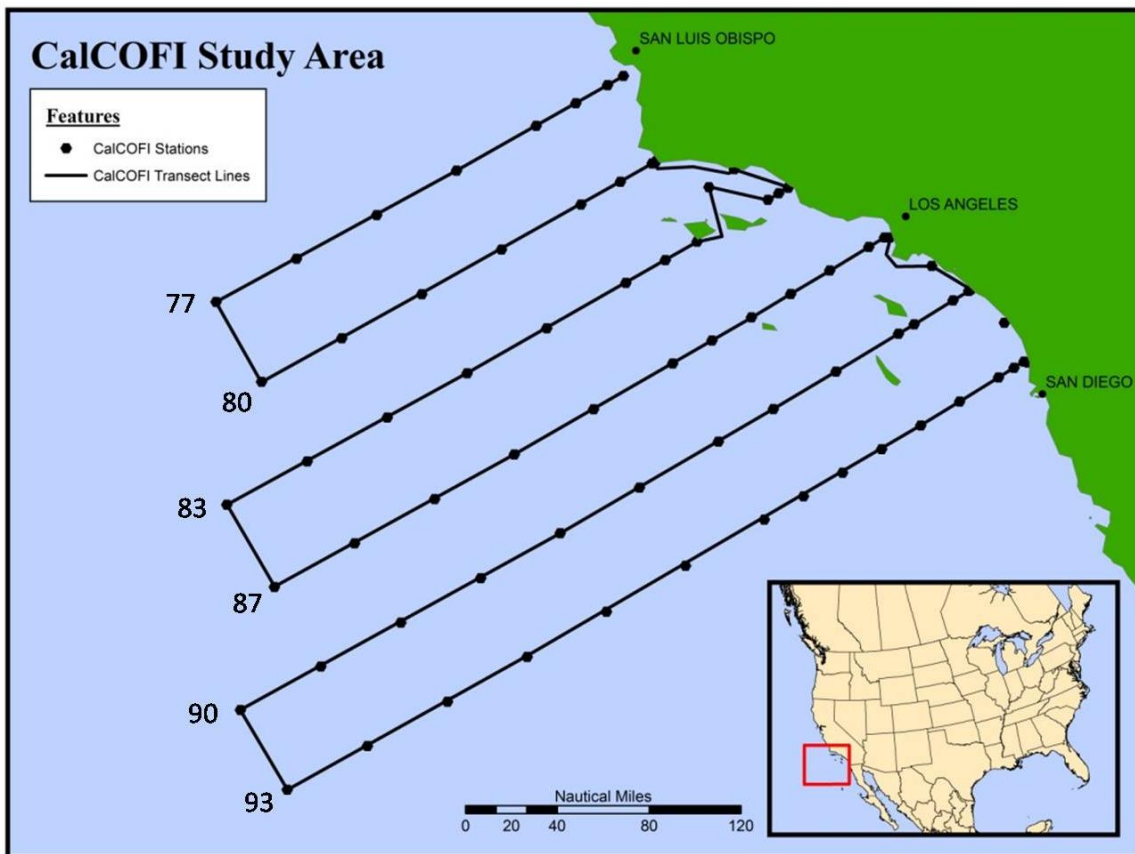 CalCOFI Study Area
Features
CalCOFI Stations
CalCOFI Transect Lines
SAN LUIS OBISPO
LOS ANGELES
SAN DIEGO
77
80
83
87
90
93
Nautical Miles
0 20 40 80 120